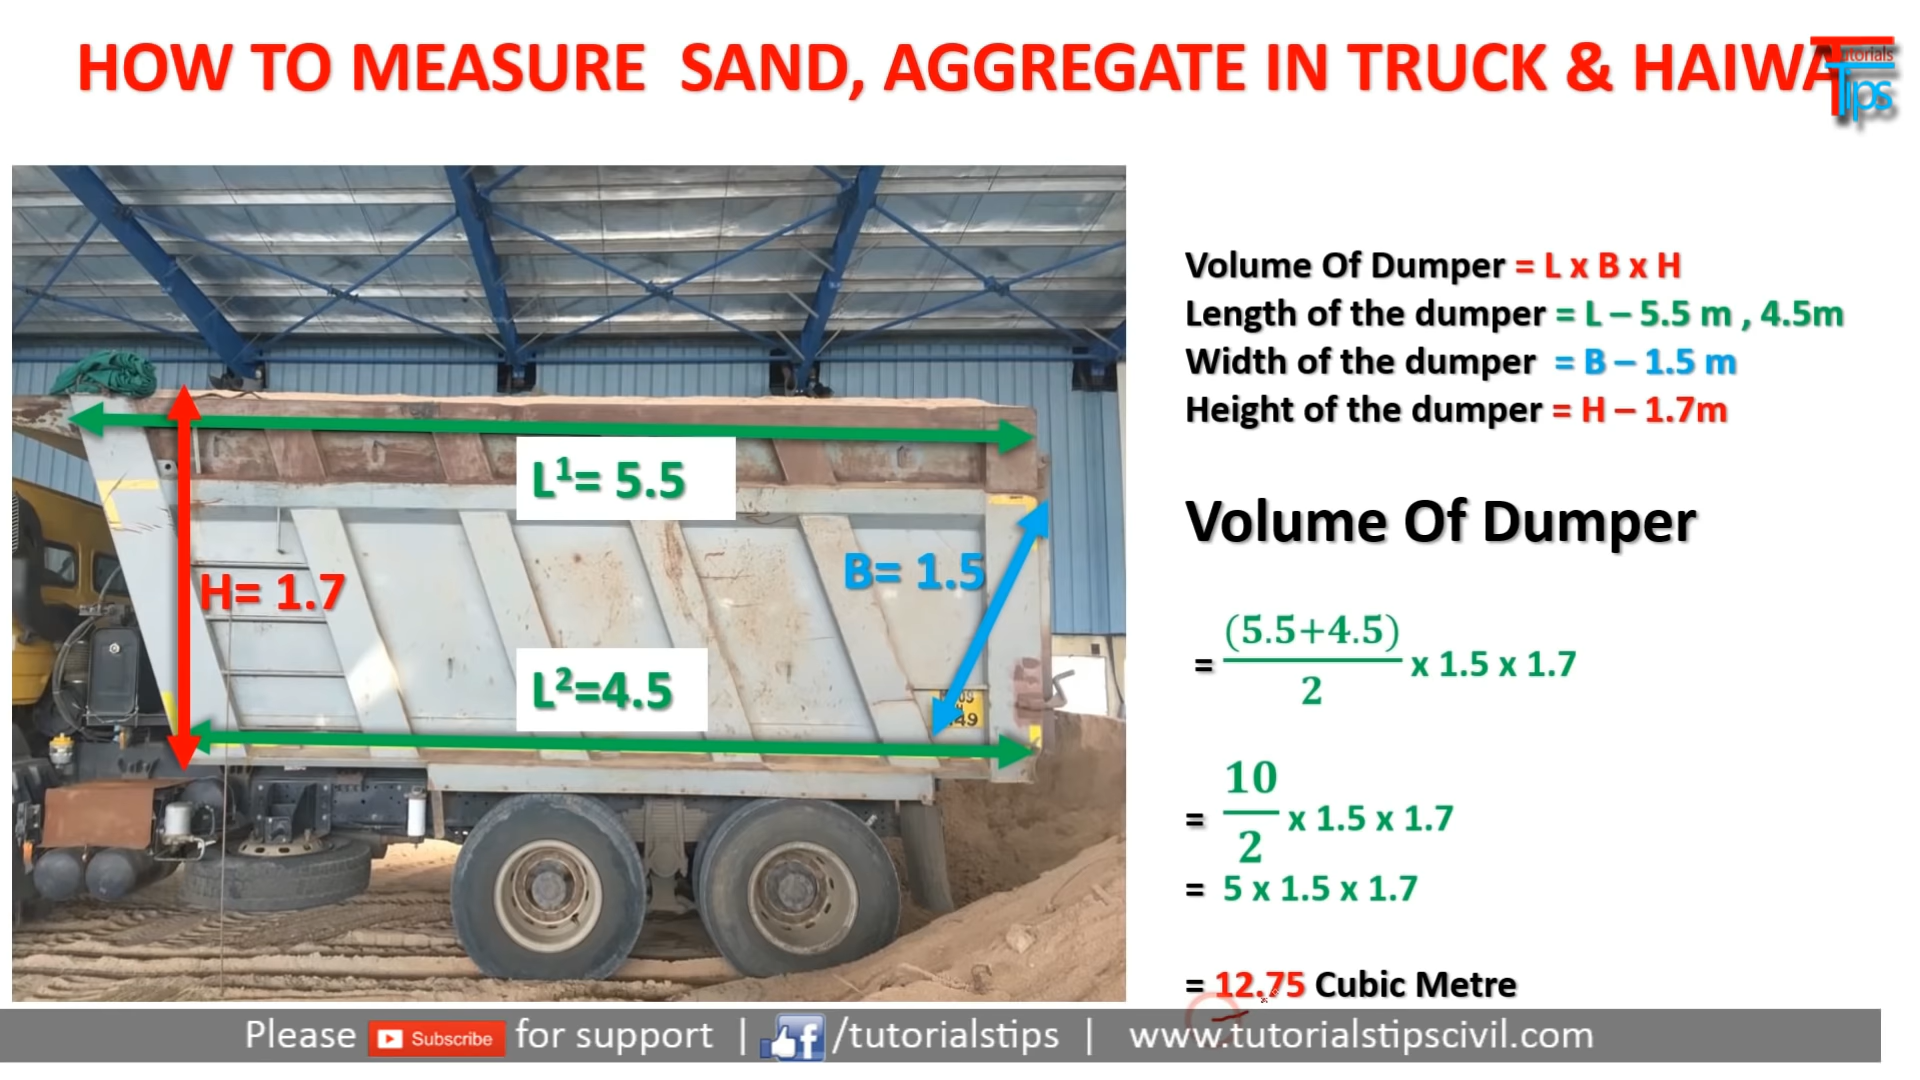 HOW TO MEASURE SAND, AGGREGATE IN TRUCK & HAIWA
Tutorials
Tips
Volume Of Dumper = L x B x H
Length of the dumper = L – 5.5 m , 4.5m
Width of the dumper = B – 1.5 m
Height of the dumper = H – 1.7m
L¹= 5.5
B= 1.5
H= 1.7
L²=4.5
Volume Of Dumper
= (5.5+4.5)/2 x 1.5 x 1.7
= 10/2 x 1.5 x 1.7
= 5 x 1.5 x 1.7
= 12.75 Cubic Metre
Please Subscribe for support | f/tutorialstips | www.tutorialstipscivil.com